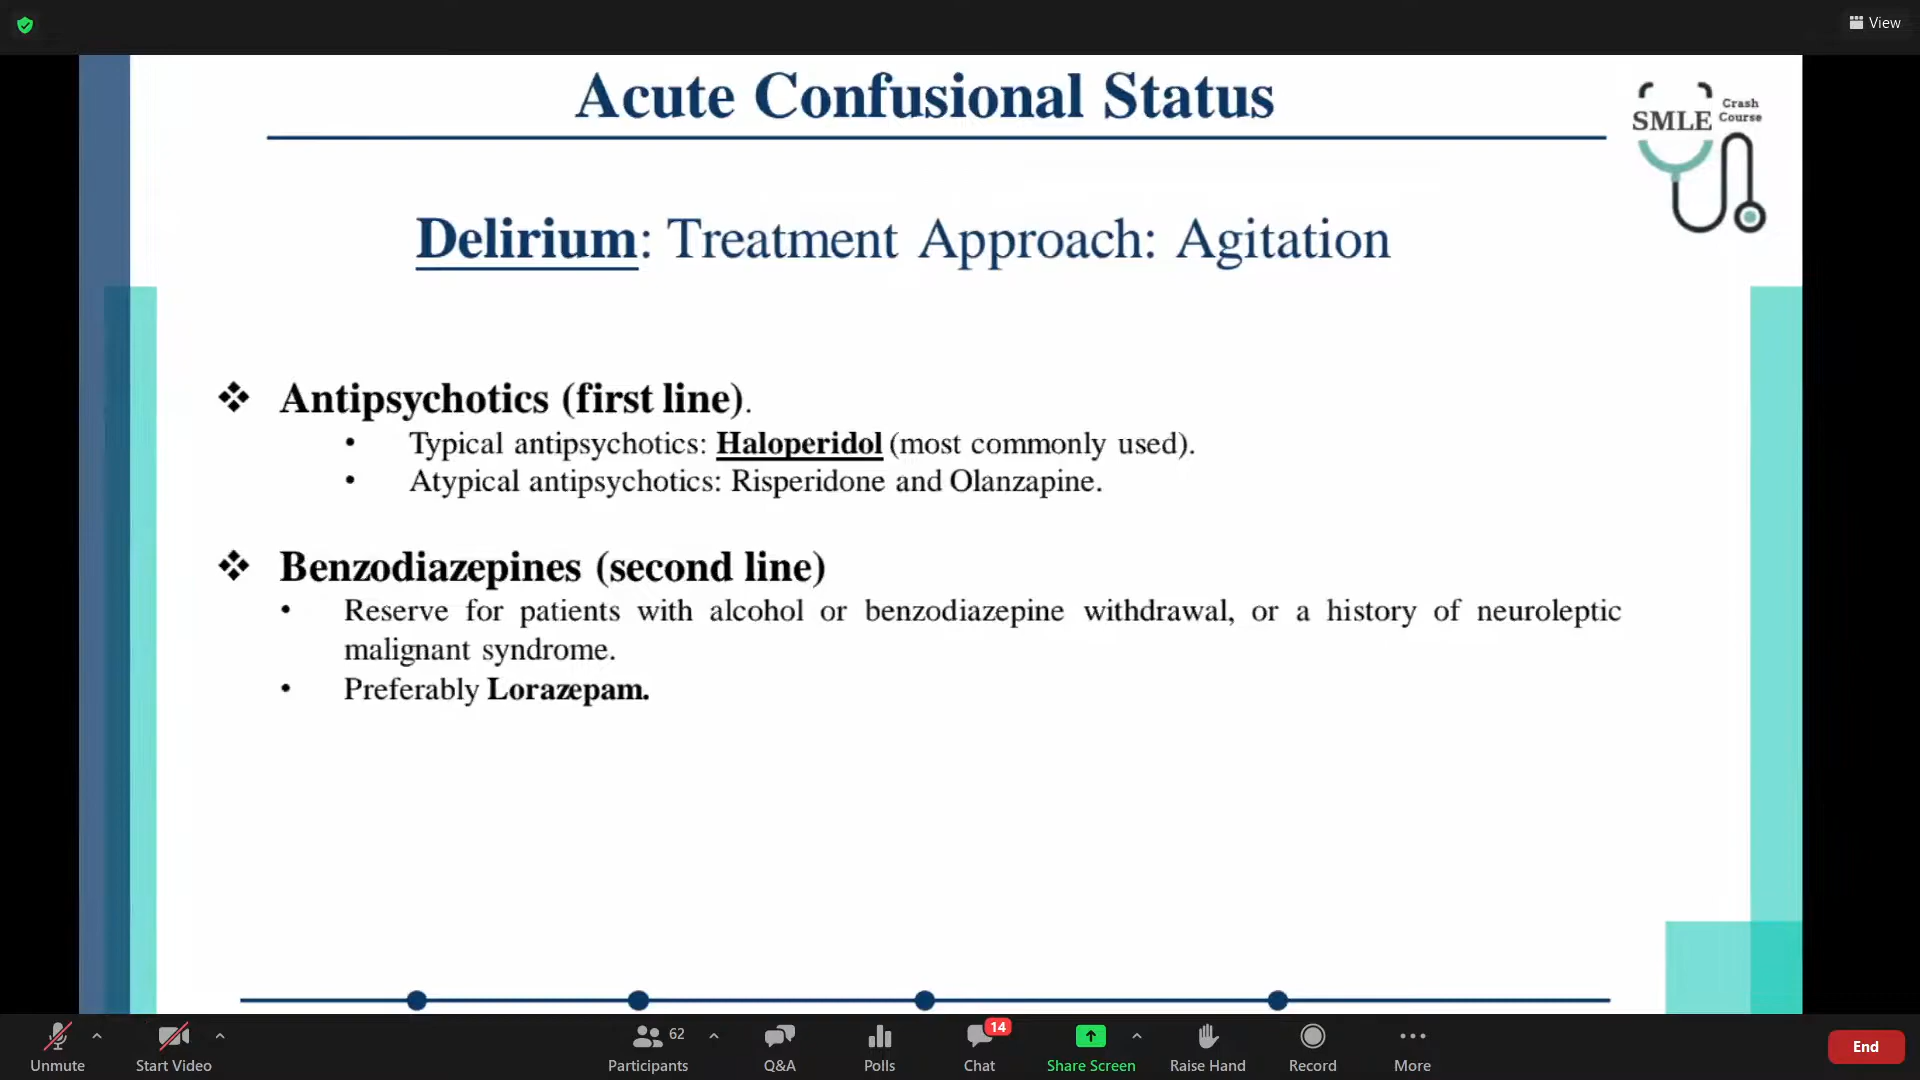 View
Acute Confusional Status
Crash
SMLE Course
Delirium: Treatment Approach: Agitation
❖ Antipsychotics (first line).
• Typical antipsychotics: Haloperidol (most commonly used).
• Atypical antipsychotics: Risperidone and Olanzapine.
❖ Benzodiazepines (second line)
• Reserve for patients with alcohol or benzodiazepine withdrawal, or a history of neuroleptic
malignant syndrome.
• Preferably Lorazepam.
62
14
Unmute
Start Video
Participants
Q&A
Polls
Chat
Share Screen
Raise Hand
Record
More
End